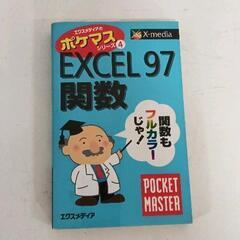 エクスメディアの
ポケマス
シリーズ4
X-media
EXCEL 97
関数
関数も
フルカラー
じゃ!
POCKET
MASTER
エクスメディア